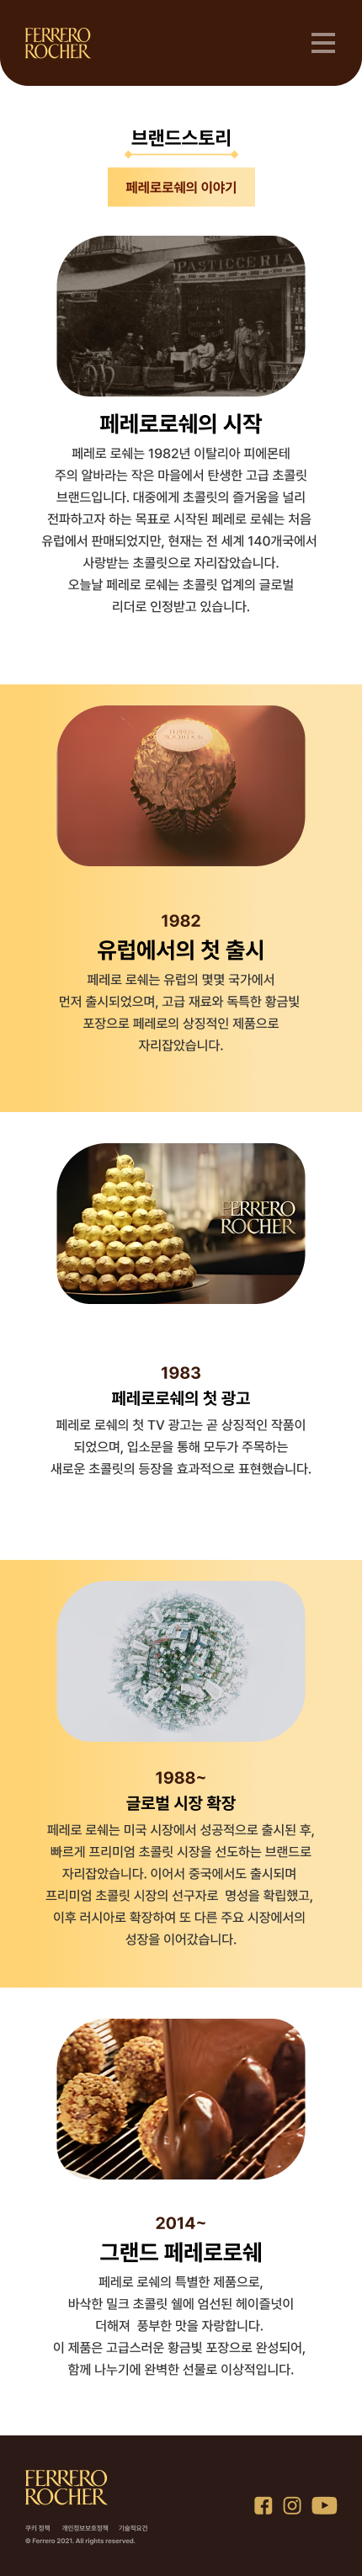 FERRERO
ROCHER
브랜드스토리
페레로로쉐의 이야기
PASTICCERIA
페레로로쉐의 시작
페레로 로쉐는 1982년 이탈리아 피에몬테
주의 알바라는 작은 마을에서 탄생한 고급 초콜릿
브랜드입니다. 대중에게 초콜릿의 즐거움을 널리
전파하고자 하는 목표로 시작된 페레로 로쉐는 처음
유럽에서 판매되었지만, 현재는 전 세계 140개국에서
사랑받는 초콜릿으로 자리잡았습니다.
오늘날 페레로 로쉐는 초콜릿 업계의 글로벌
리더로 인정받고 있습니다.
FERRERO
ROCHER
1982
유럽에서의 첫 출시
페레로 로쉐는 유럽의 몇몇 국가에서
먼저 출시되었으며, 고급 재료와 독특한 황금빛
포장으로 페레로의 상징적인 제품으로
자리잡았습니다.
FERRERO
ROCHER
1983
페레로로쉐의 첫 광고
페레로 로쉐의 첫 TV 광고는 곧 상징적인 작품이
되었으며, 입소문을 통해 모두가 주목하는
새로운 초콜릿의 등장을 효과적으로 표현했습니다.
1988~
글로벌 시장 확장
페레로 로쉐는 미국 시장에서 성공적으로 출시된 후,
빠르게 프리미엄 초콜릿 시장을 선도하는 브랜드로
자리잡았습니다. 이어서 중국에서도 출시되며
프리미엄 초콜릿 시장의 선구자로 명성을 확립했고,
이후 러시아로 확장하여 또 다른 주요 시장에서의
성장을 이어갔습니다.
2014~
그랜드 페레로로쉐
페레로 로쉐의 특별한 제품으로,
바삭한 밀크 초콜릿 쉘에 엄선된 헤이즐넛이
더해져 풍부한 맛을 자랑합니다.
이 제품은 고급스러운 황금빛 포장으로 완성되어,
함께 나누기에 완벽한 선물로 이상적입니다.
FERRERO
ROCHER
쿠키 정책 개인정보보호정책 기술적요건
© Ferrero 2021. All rights reserved.